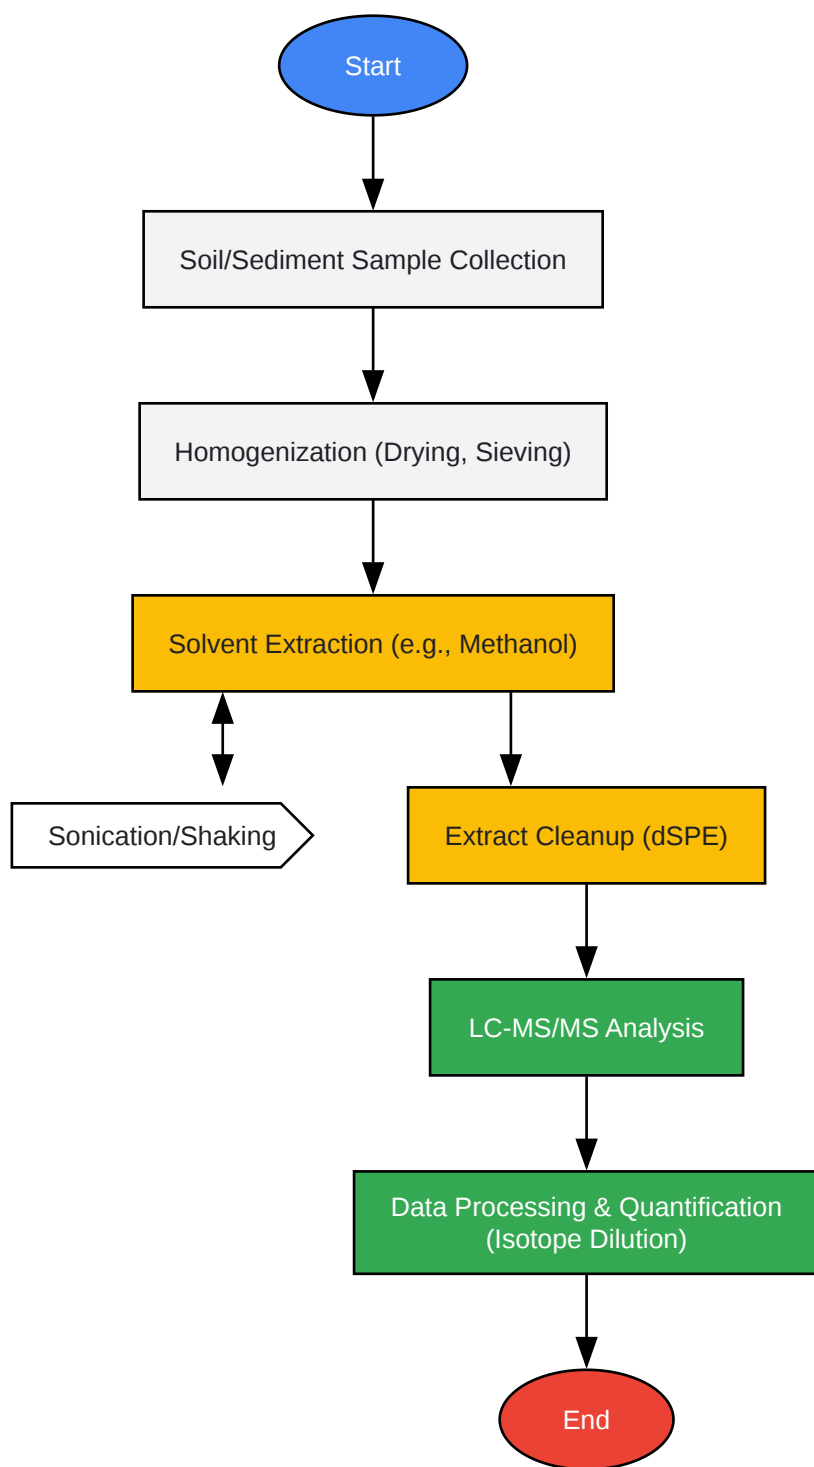 Start
Soil/Sediment Sample Collection
Homogenization (Drying, Sieving)
Solvent Extraction (e.g., Methanol)
Sonication/Shaking
Extract Cleanup (dSPE)
LC-MS/MS Analysis
Data Processing & Quantification
(Isotope Dilution)
End